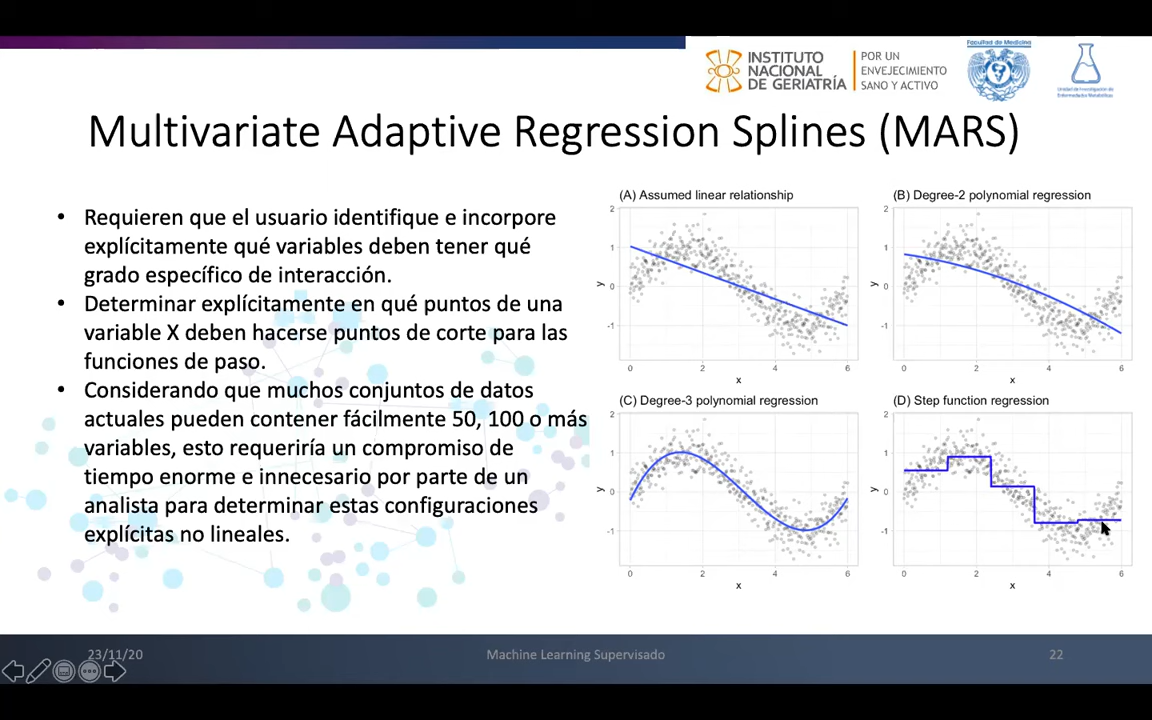 INSTITUTO
NACIONAL
DE GERIATRÍA
POR UN
ENVEJECIMIENTO
SANO Y ACTIVO
Facultad de Medicina
Unidad de Investigación de
Enfermedades Metabólicas
Multivariate Adaptive Regression Splines (MARS)
• Requieren que el usuario identifique e incorpore
explícitamente qué variables deben tener qué
grado específico de interacción.
• Determinar explícitamente en qué puntos de una
variable X deben hacerse puntos de corte para las
funciones de paso.
• Considerando que muchos conjuntos de datos
actuales pueden contener fácilmente 50, 100 o más
variables, esto requeriría un compromiso de
tiempo enorme e innecesario por parte de un
analista para determinar estas configuraciones
explícitas no lineales.
(A) Assumed linear relationship
2
1
0
-1
y
0 2 4 6
x
(B) Degree-2 polynomial regression
2
1
0
-1
y
0 2 4 6
x
(C) Degree-3 polynomial regression
2
1
0
-1
y
0 2 4 6
x
(D) Step function regression
2
1
0
-1
y
0 2 4 6
x
23/11/20
Machine Learning Supervisado
22